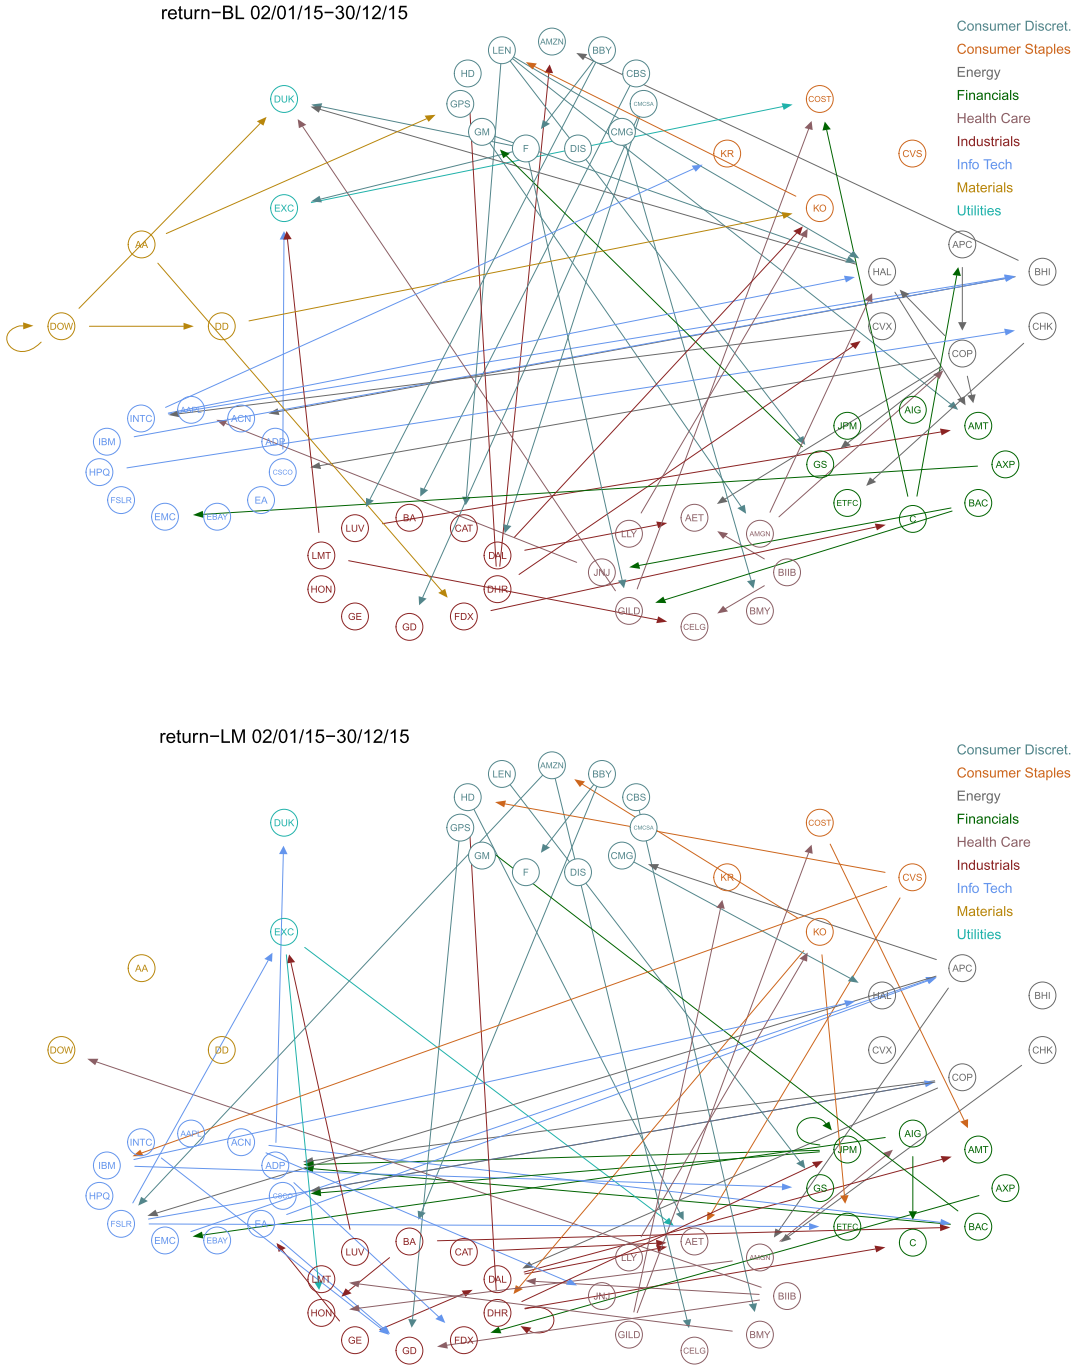 return−BL 02/01/15−30/12/15
Consumer Discret.
Consumer Staples
Energy
Financials
Health Care
Industrials
Info Tech
Materials
Utilities
LEN
AMZN
BBY
HD
CBS
DUK
GPS
CMCSA
COST
GM
CMG
F
DIS
KR
CVS
EXC
KO
AA
APC
HAL
BHI
DOW
DD
CVX
CHK
COP
INTC
AAPL
ACN
AIG
JPM
AMT
IBM
ADP
HPQ
CSCO
GS
AXP
FSLR
EA
ETFC
BAC
EMC
EBAY
LUV
BA
CAT
LLY
AET
AMGN
C
LMT
DAL
JNJ
BIIB
HON
DHR
GE
GD
FDX
GILD
CELG
BMY
return−LM 02/01/15−30/12/15
Consumer Discret.
Consumer Staples
Energy
Financials
Health Care
Industrials
Info Tech
Materials
Utilities
LEN
AMZN
BBY
HD
CBS
DUK
GPS
CMCSA
COST
GM
CMG
F
DIS
KR
CVS
EXC
KO
AA
APC
HAL
BHI
DOW
DD
CVX
CHK
COP
INTC
AAPL
ACN
AIG
JPM
AMT
IBM
ADP
HPQ
CSCO
GS
AXP
FSLR
EA
ETFC
BAC
EMC
EBAY
LUV
BA
CAT
LLY
AET
AMGN
C
LMT
DAL
JNJ
BIIB
HON
DHR
GE
GD
FDX
GILD
CELG
BMY